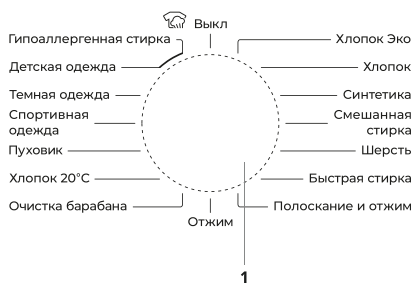 Выкл
Гипоаллергенная стирка
Детская одежда
Темная одежда
Спортивная
одежда
Пуховик
Хлопок 20°C
Очистка барабана
Отжим
Хлопок Эко
Хлопок
Синтетика
Смешанная
стирка
Шерсть
Быстрая стирка
Полоскание и отжим
1